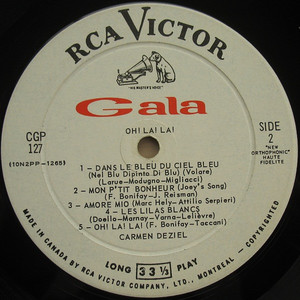 RCA VICTOR
"HIS MASTER'S VOICE"
Gala
OH! LA! LA!
CGP
127
(10N2PP-1265)
SIDE
2
"NEW
ORTHOPHONIC"
HAUTE
FIDELITE
1 - DANS LE BLEU DU CIEL BLEU
(Nel Blu Dipinto Di Blu) (Volare)
(Larue-Modugno-Migliacci)
2 - MON P'TIT BONHEUR (Joey's Song)
(F. Bonifay-J. Reisman)
3 - AMORE MIO (Marc Hely-Attilio Serpieri)
4 - LES LILAS BLANCS
(Doello-Marnay-Varna-Lelièvre)
5 - OH! LA! LA! (F. Bonifay-Taccani)
CARMEN DEZIEL
LONG 33⅓ PLAY
MADE IN CANADA BY RCA VICTOR COMPANY, LTD., MONTREAL